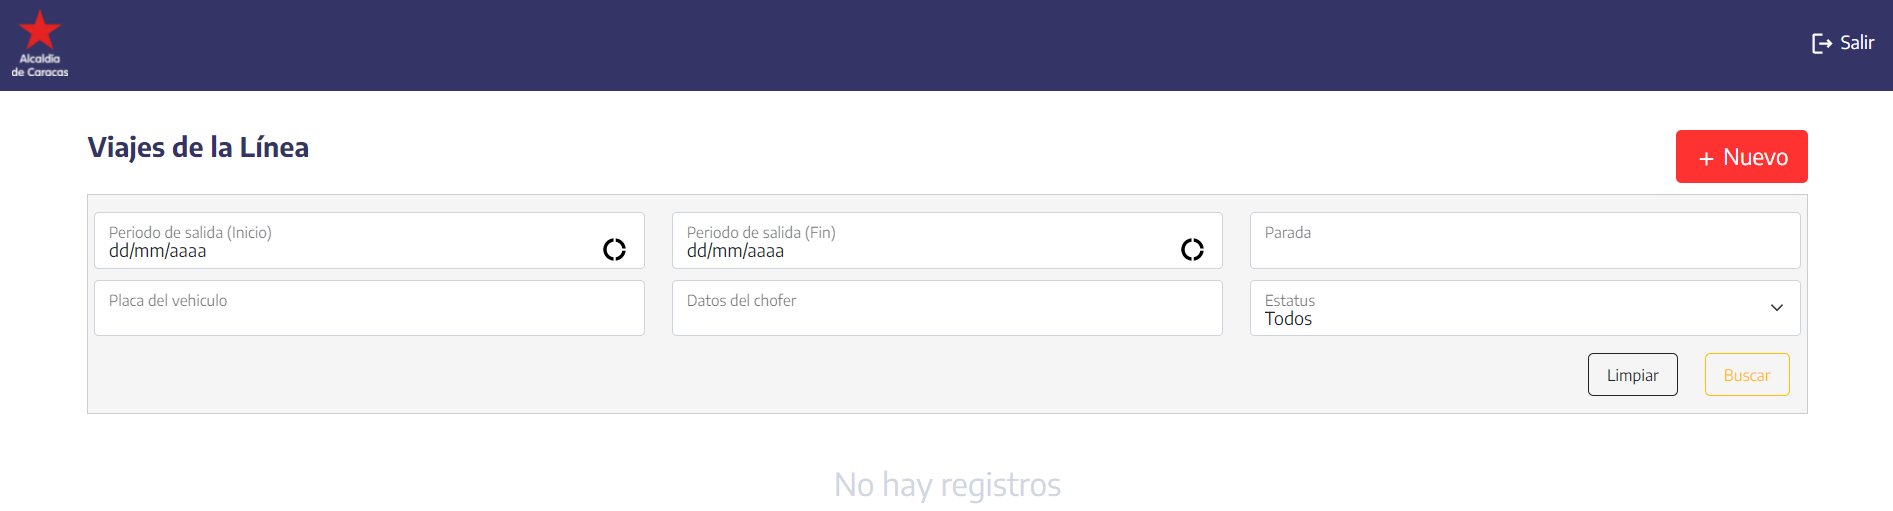 Alcaldía
de Caracas
Salir
Viajes de la Línea
+ Nuevo
Periodo de salida (Inicio)
dd/mm/aaaa
Periodo de salida (Fin)
dd/mm/aaaa
Parada
Placa del vehiculo
Datos del chofer
Estatus
Todos
Limpiar
Buscar
No hay registros